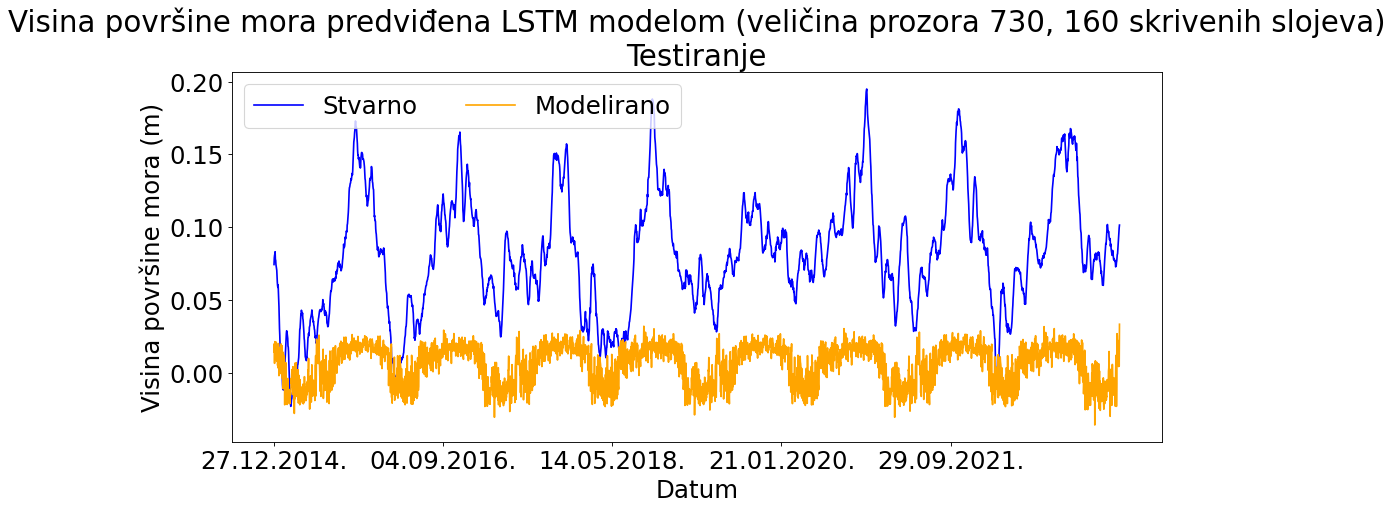 Visina površine mora predviđena LSTM modelom (veličina prozora 730, 160 skrivenih slojeva)
Testiranje
Stvarno
Modelirano
Visina površine mora (m)
0.20
0.15
0.10
0.05
0.00
27.12.2014.
04.09.2016.
14.05.2018.
21.01.2020.
29.09.2021.
Datum